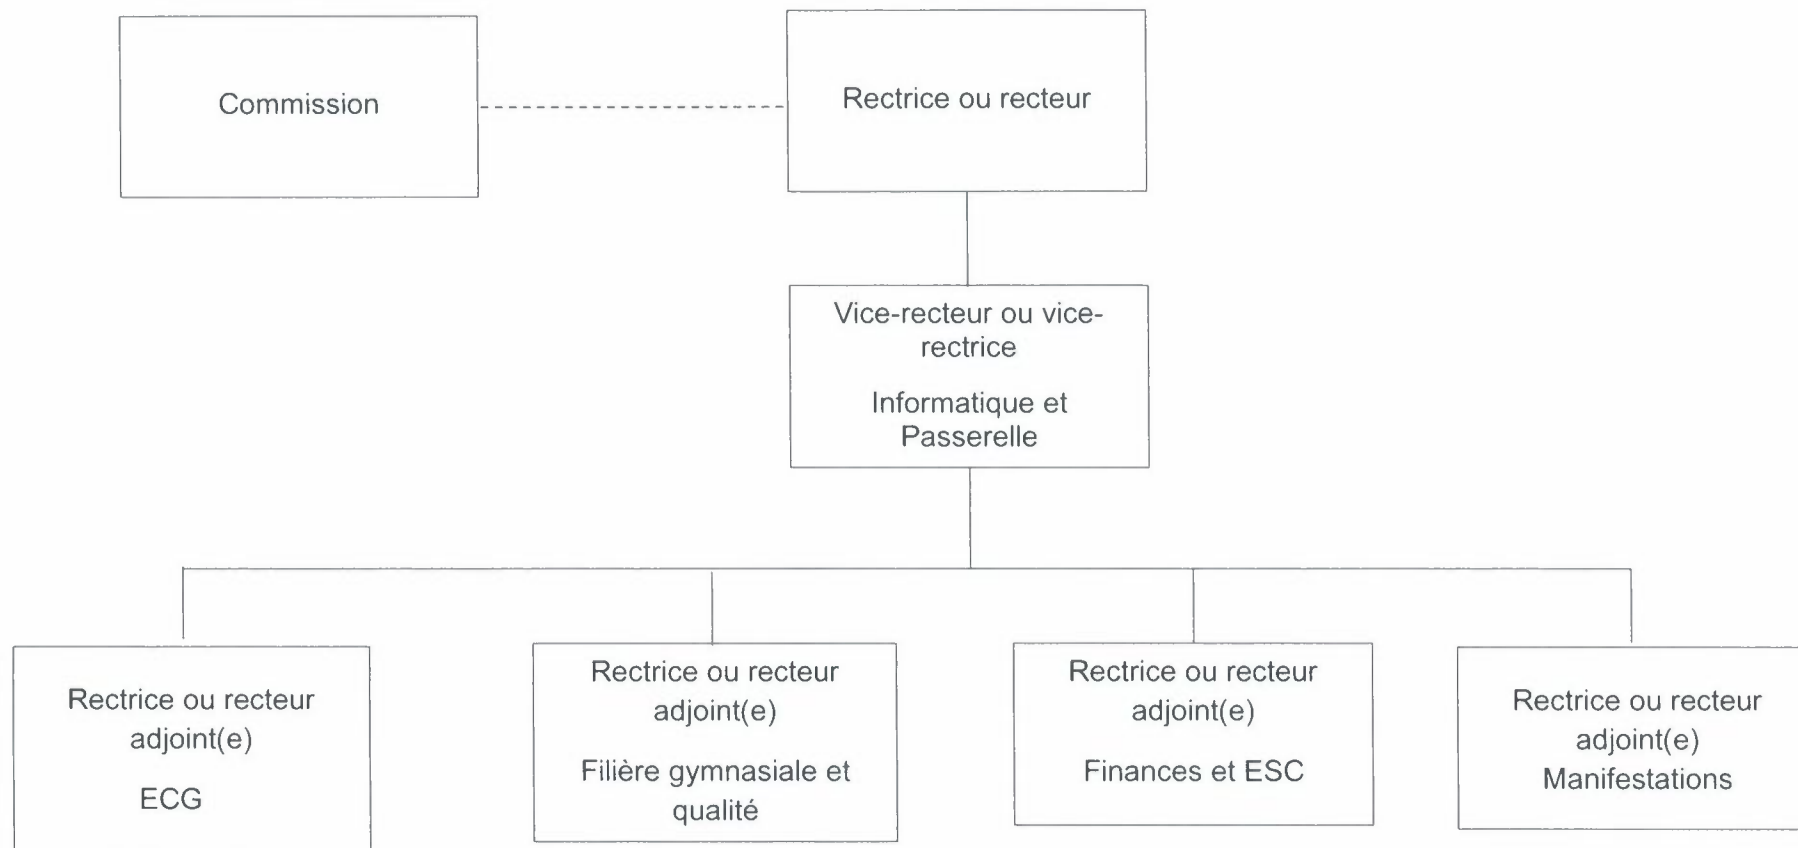 Commission
Rectrice ou recteur
Vice-recteur ou vice-
rectrice
Informatique et
Passerelle
Rectrice ou recteur
adjoint(e)
ECG
Rectrice ou recteur
adjoint(e)
Filière gymnasiale et
qualité
Rectrice ou recteur
adjoint(e)
Finances et ESC
Rectrice ou recteur
adjoint(e)
Manifestations